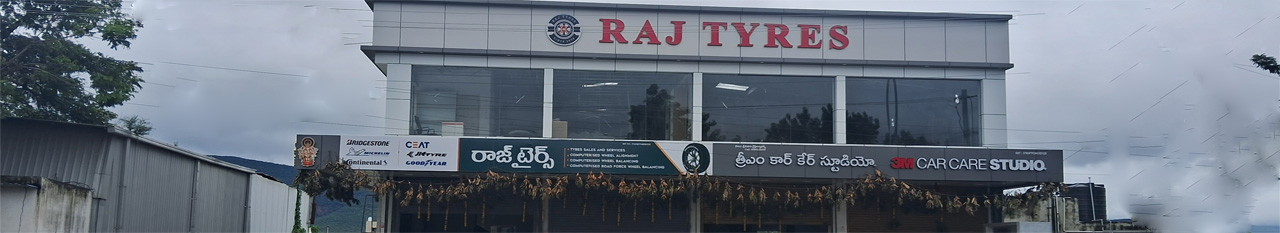 RAJ TYRES
BRIDGESTONE
MICHELIN
Continental
CEAT
JK TYRE
GOODYEAR
రాజ్ టైర్స్
TYRES SALES AND SERVICES
COMPUTERISED WHEEL ALIGNMENT
COMPUTERISED WHEEL BALANCING
COMPUTERISED ROAD FORCE WHEEL BALANCING
త్రీఎం కార్ కేర్ స్టూడియో
3M CAR CARE STUDIO